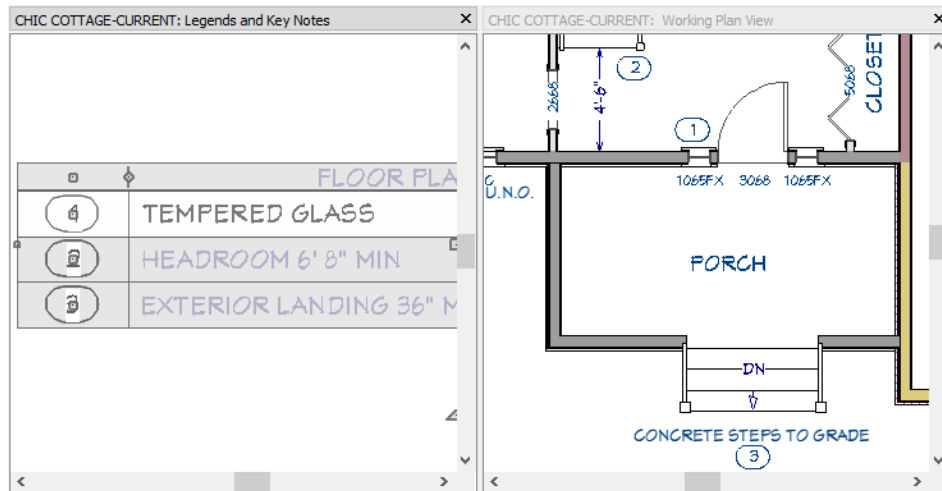 CHIC COTTAGE-CURRENT: Legends and Key Notes
FLOOR PLA
TEMPERED GLASS
2
HEADROOM 6' 8" MIN
3
EXTERIOR LANDING 36" M
CHIC COTTAGE-CURRENT: Working Plan View
2
2668
4'-6"
5068
CLOSET
1
C
U.N.O.
1065FX 3068 1065FX
PORCH
DN
CONCRETE STEPS TO GRADE
3